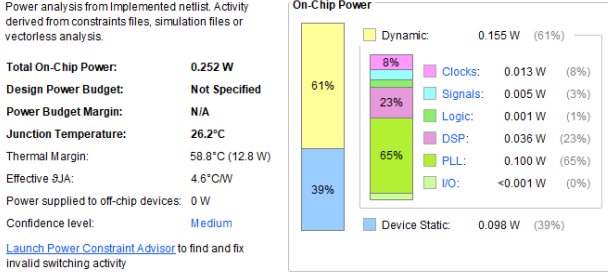 Power analysis from Implemented netlist. Activity
derived from constraints files, simulation files or
vectorless analysis.
Total On-Chip Power: 0.252 W
Design Power Budget: Not Specified
Power Budget Margin: N/A
Junction Temperature: 26.2°C
Thermal Margin: 58.8°C (12.8 W)
Effective ϑJA: 4.6°C/W
Power supplied to off-chip devices: 0 W
Confidence level: Medium
Launch Power Constraint Advisor to find and fix
invalid switching activity
On-Chip Power
61%
39%
Dynamic: 0.155 W (61%)
8%
23%
65%
Clocks: 0.013 W (8%)
Signals: 0.005 W (3%)
Logic: 0.001 W (1%)
DSP: 0.036 W (23%)
PLL: 0.100 W (65%)
I/O: <0.001 W (0%)
Device Static: 0.098 W (39%)